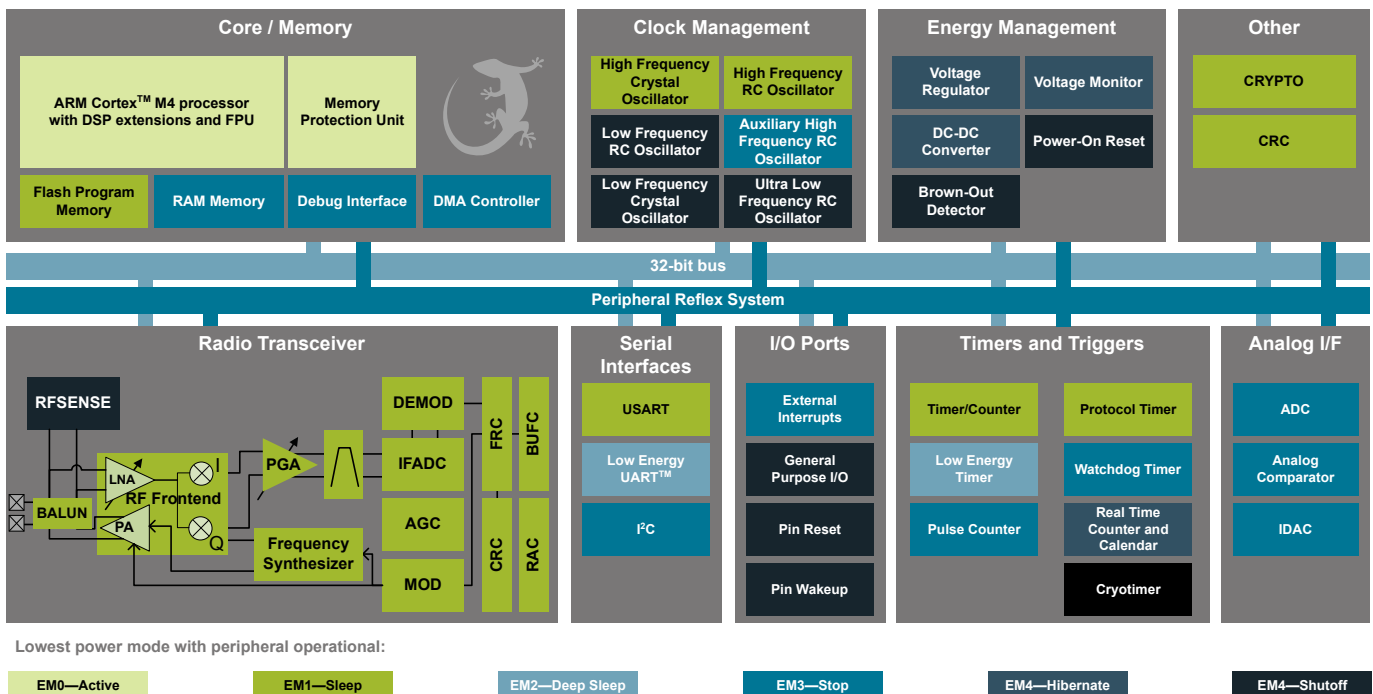 Core / Memory
ARM Cortex™ M4 processor
with DSP extensions and FPU
Memory
Protection Unit
Flash Program
Memory
RAM Memory
Debug Interface
DMA Controller
Clock Management
High Frequency
Crystal
Oscillator
High Frequency
RC Oscillator
Low Frequency
RC Oscillator
Auxiliary High
Frequency RC
Oscillator
Low Frequency
Crystal
Oscillator
Ultra Low
Frequency RC
Oscillator
Energy Management
Voltage
Regulator
Voltage Monitor
DC-DC
Converter
Power-On Reset
Brown-Out
Detector
Other
CRYPTO
CRC
32-bit bus
Peripheral Reflex System
Radio Transceiver
RFSENSE
LNA
RF Frontend
I
BALUN
PA
Q
PGA
Frequency
Synthesizer
DEMOD
IFADC
AGC
MOD
FRC
BUFC
CRC
RAC
Serial
Interfaces
USART
Low Energy
UART™
I²C
I/O Ports
External
Interrupts
General
Purpose I/O
Pin Reset
Pin Wakeup
Timers and Triggers
Timer/Counter
Protocol Timer
Low Energy
Timer
Watchdog Timer
Pulse Counter
Real Time
Counter and
Calendar
Cryotimer
Analog I/F
ADC
Analog
Comparator
IDAC
Lowest power mode with peripheral operational:
EM0—Active
EM1—Sleep
EM2—Deep Sleep
EM3—Stop
EM4—Hibernate
EM4—Shutoff